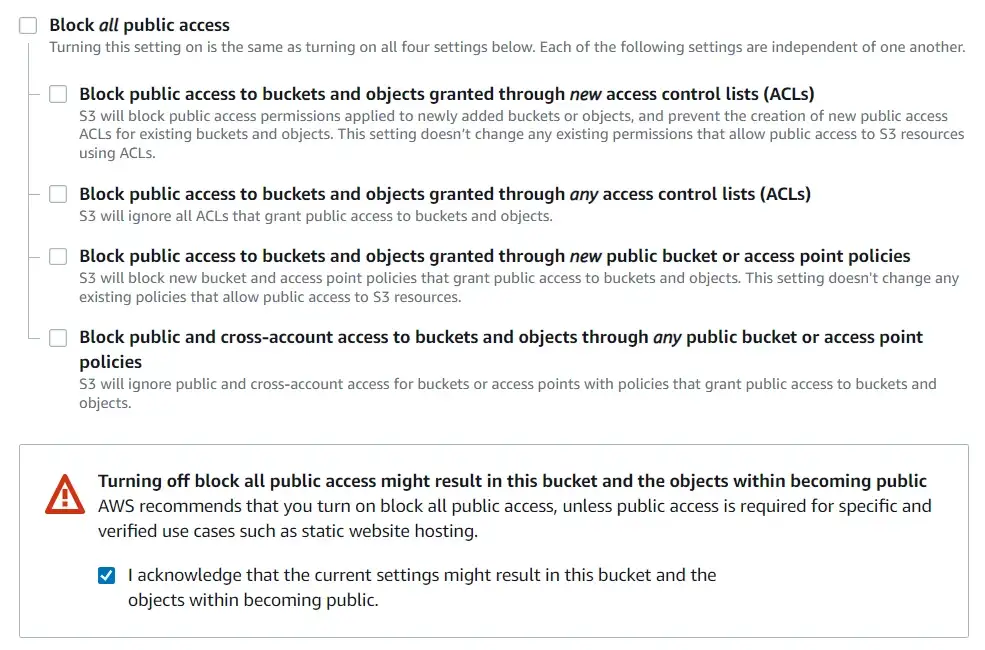 Block all public access
Turning this setting on is the same as turning on all four settings below. Each of the following settings are independent of one another.
Block public access to buckets and objects granted through new access control lists (ACLs)
S3 will block public access permissions applied to newly added buckets or objects, and prevent the creation of new public access
ACLs for existing buckets and objects. This setting doesn't change any existing permissions that allow public access to S3 resources
using ACLs.
Block public access to buckets and objects granted through any access control lists (ACLs)
S3 will ignore all ACLs that grant public access to buckets and objects.
Block public access to buckets and objects granted through new public bucket or access point policies
S3 will block new bucket and access point policies that grant public access to buckets and objects. This setting doesn't change any
existing policies that allow public access to S3 resources.
Block public and cross-account access to buckets and objects through any public bucket or access point
policies
S3 will ignore public and cross-account access for buckets or access points with policies that grant public access to buckets and
objects.
Turning off block all public access might result in this bucket and the objects within becoming public
AWS recommends that you turn on block all public access, unless public access is required for specific and
verified use cases such as static website hosting.
I acknowledge that the current settings might result in this bucket and the
objects within becoming public.